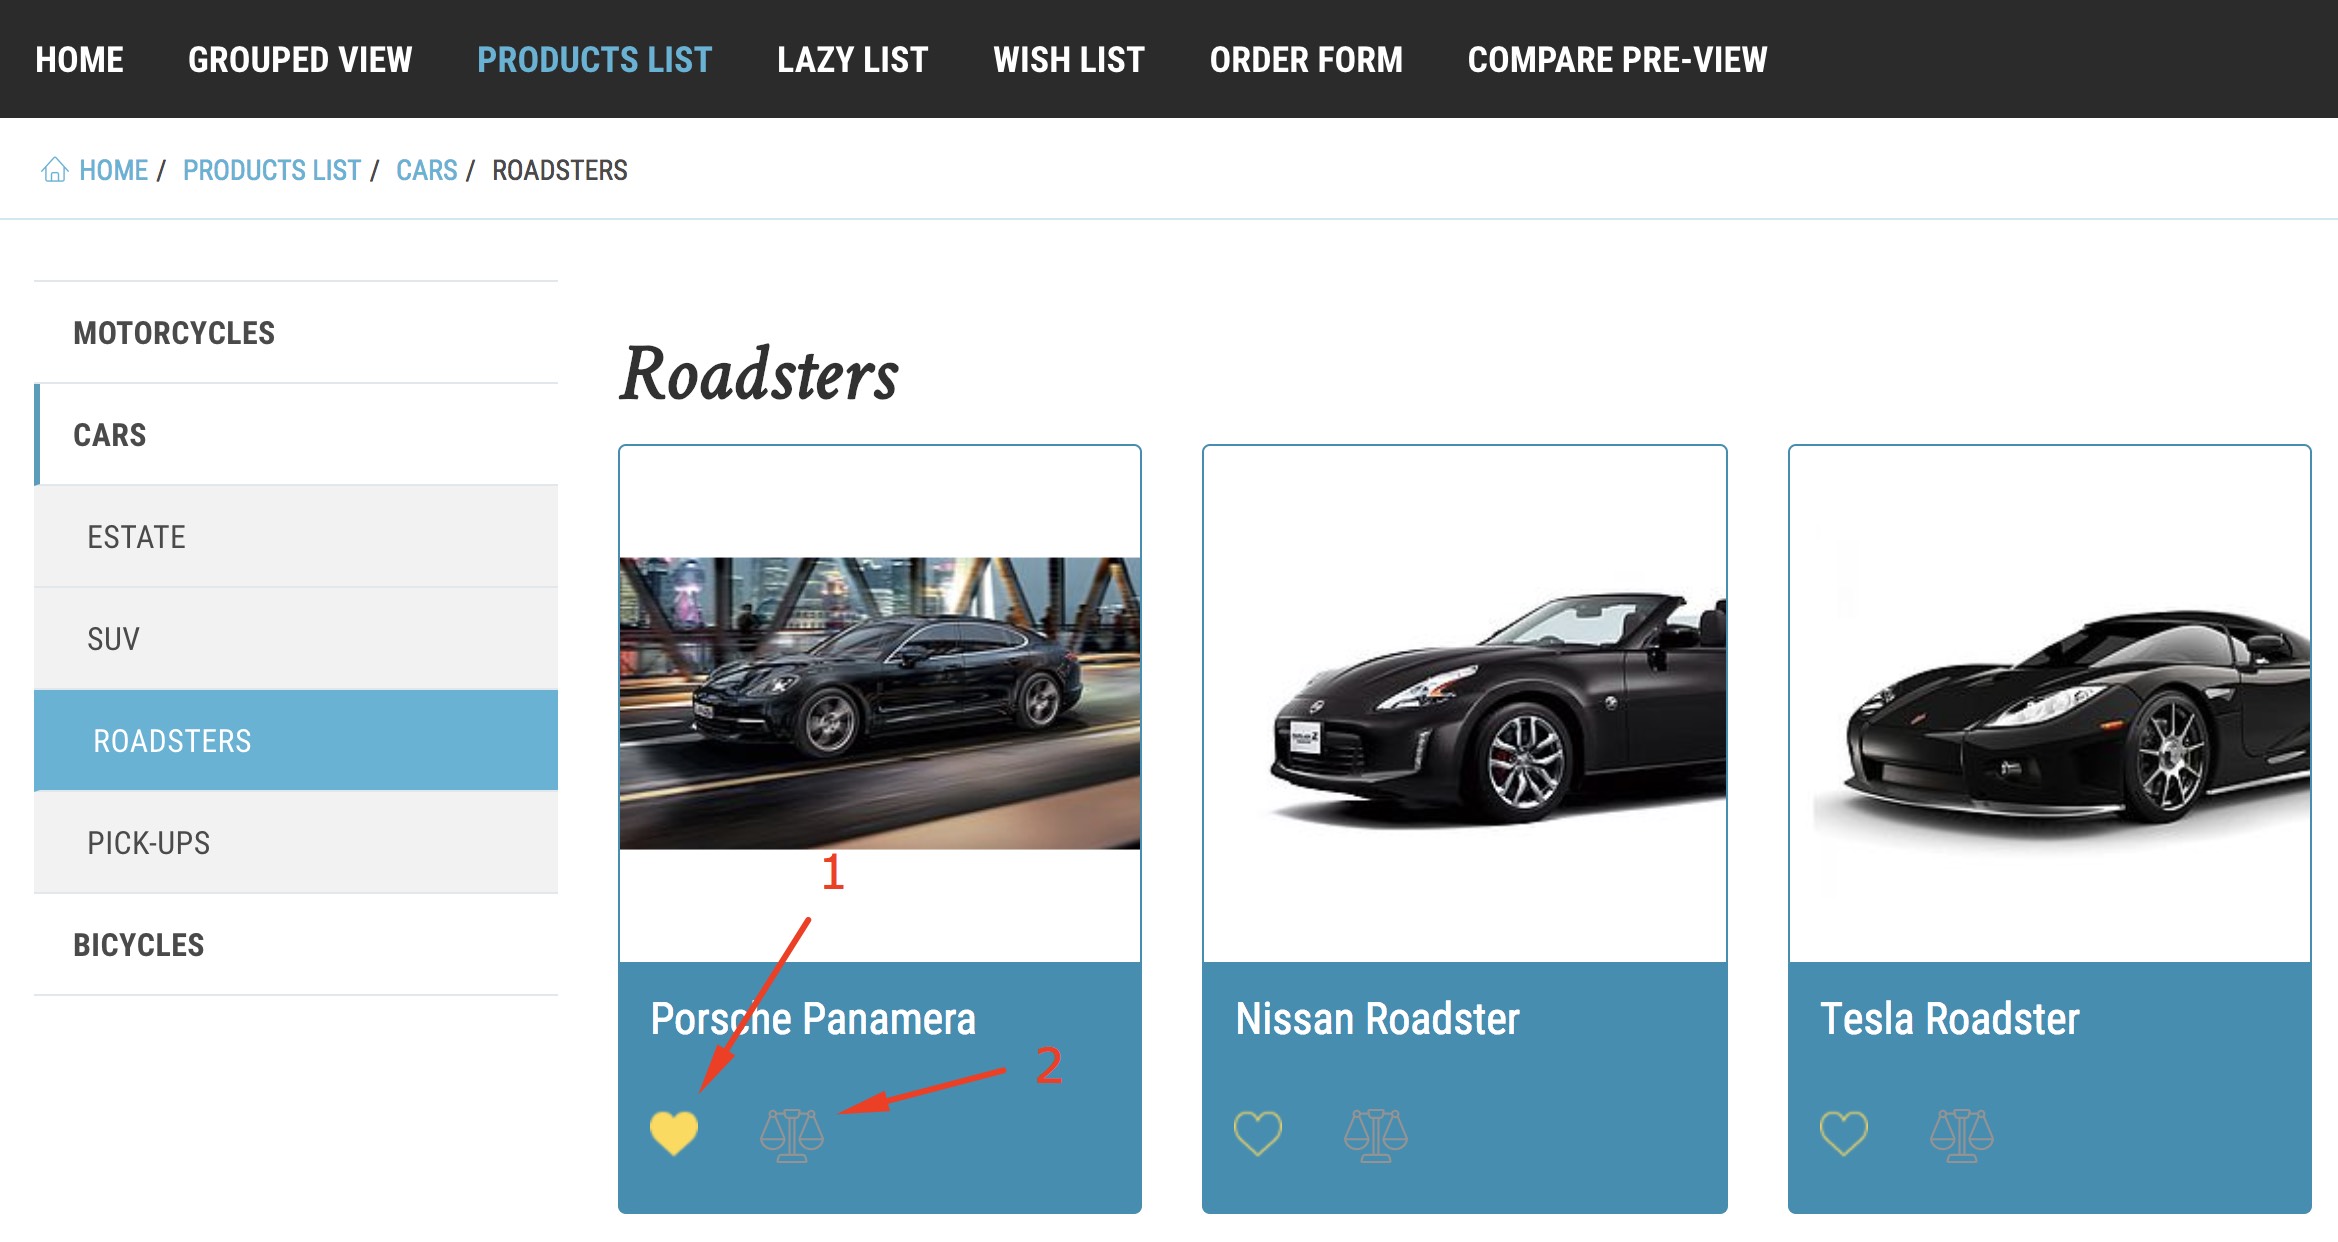 HOME GROUPED VIEW PRODUCTS LIST LAZY LIST WISH LIST ORDER FORM COMPARE PRE-VIEW
HOME / PRODUCTS LIST / CARS / ROADSTERS
MOTORCYCLES
CARS
ESTATE
SUV
ROADSTERS
PICK-UPS
BICYCLES
Roadsters
1
Porsche Panamera
2
Nissan Roadster
Tesla Roadster